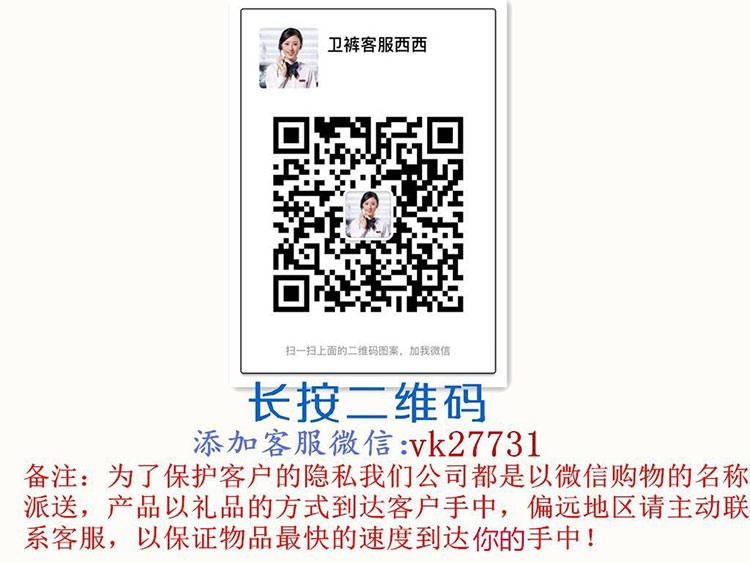 卫裤客服西西
扫一扫上面的二维码图案，加我微信
长按二维码
添加客服微信:vk27731
备注：为了保护客户的隐私我们公司都是以微信购物的名称
派送，产品以礼品的方式到达客户手中，偏远地区请主动联
系客服，以保证物品最快的速度到达你的手中！